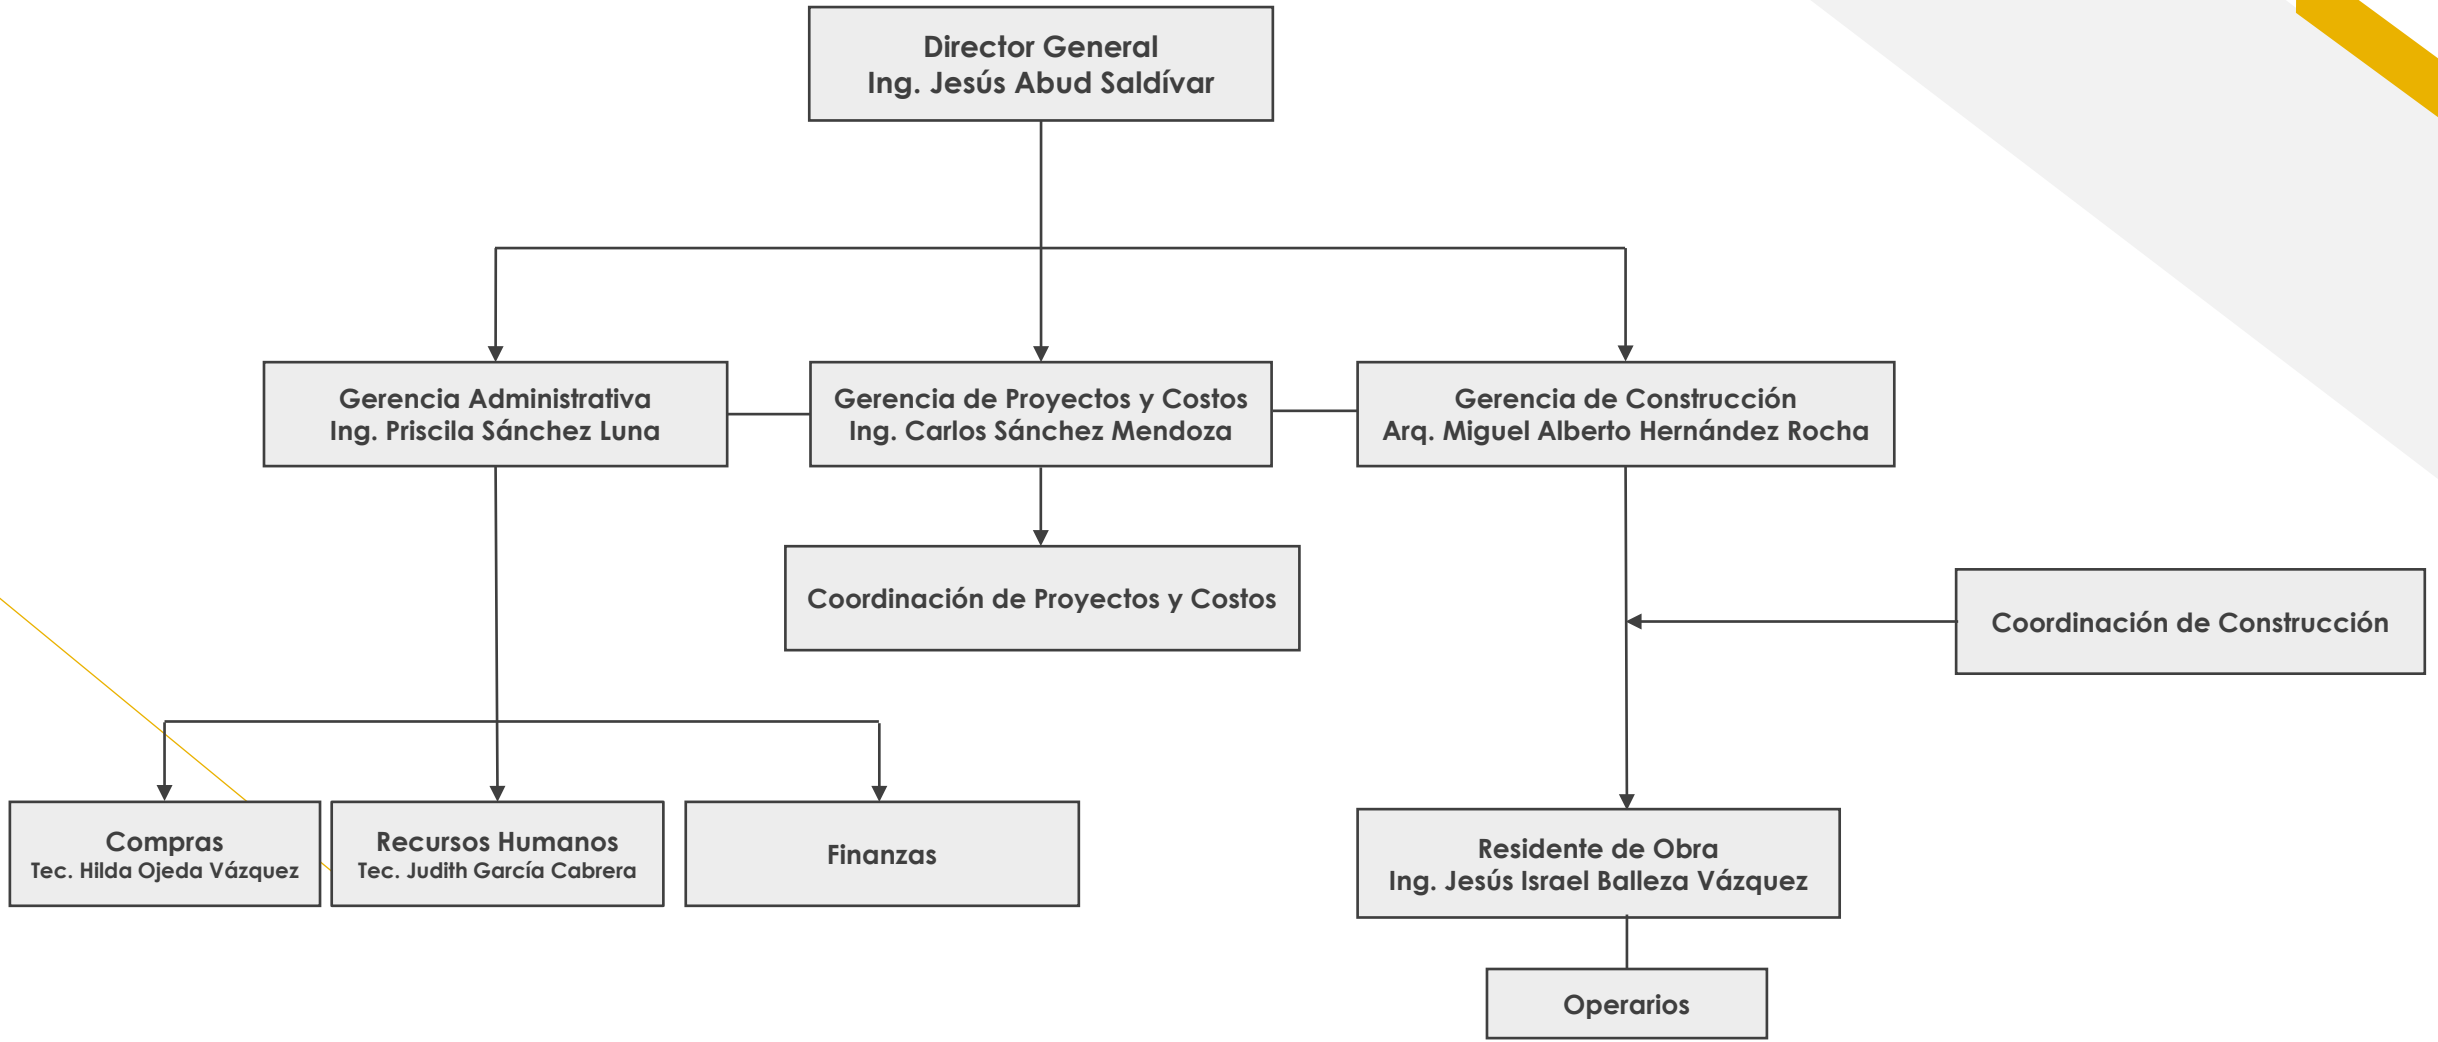 Director General
Ing. Jesús Abud Saldívar
Gerencia Administrativa
Ing. Priscila Sánchez Luna
Gerencia de Proyectos y Costos
Ing. Carlos Sánchez Mendoza
Gerencia de Construcción
Arq. Miguel Alberto Hernández Rocha
Coordinación de Proyectos y Costos
Coordinación de Construcción
Compras
Tec. Hilda Ojeda Vázquez
Recursos Humanos
Tec. Judith García Cabrera
Finanzas
Residente de Obra
Ing. Jesús Israel Balleza Vázquez
Operarios